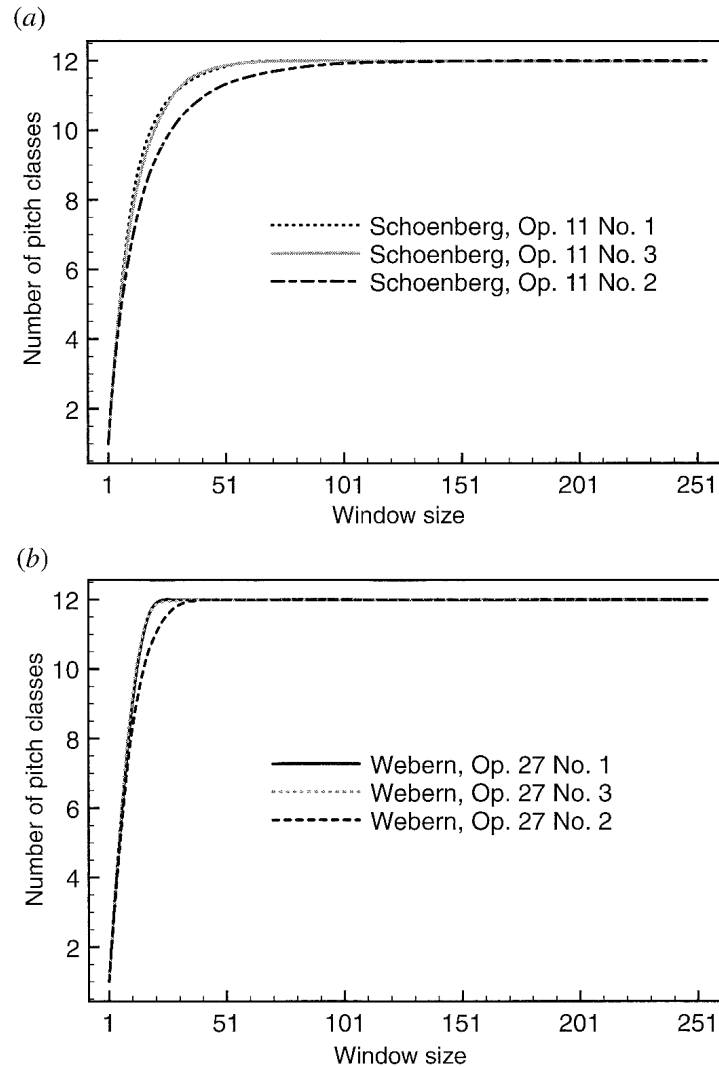 (a)
12
10
8
6
4
2
Number of pitch classes
Schoenberg, Op. 11 No. 1
Schoenberg, Op. 11 No. 3
Schoenberg, Op. 11 No. 2
1 51 101 151 201 251
Window size
(b)
12
10
8
6
4
2
Number of pitch classes
Webern, Op. 27 No. 1
Webern, Op. 27 No. 3
Webern, Op. 27 No. 2
1 51 101 151 201 251
Window size